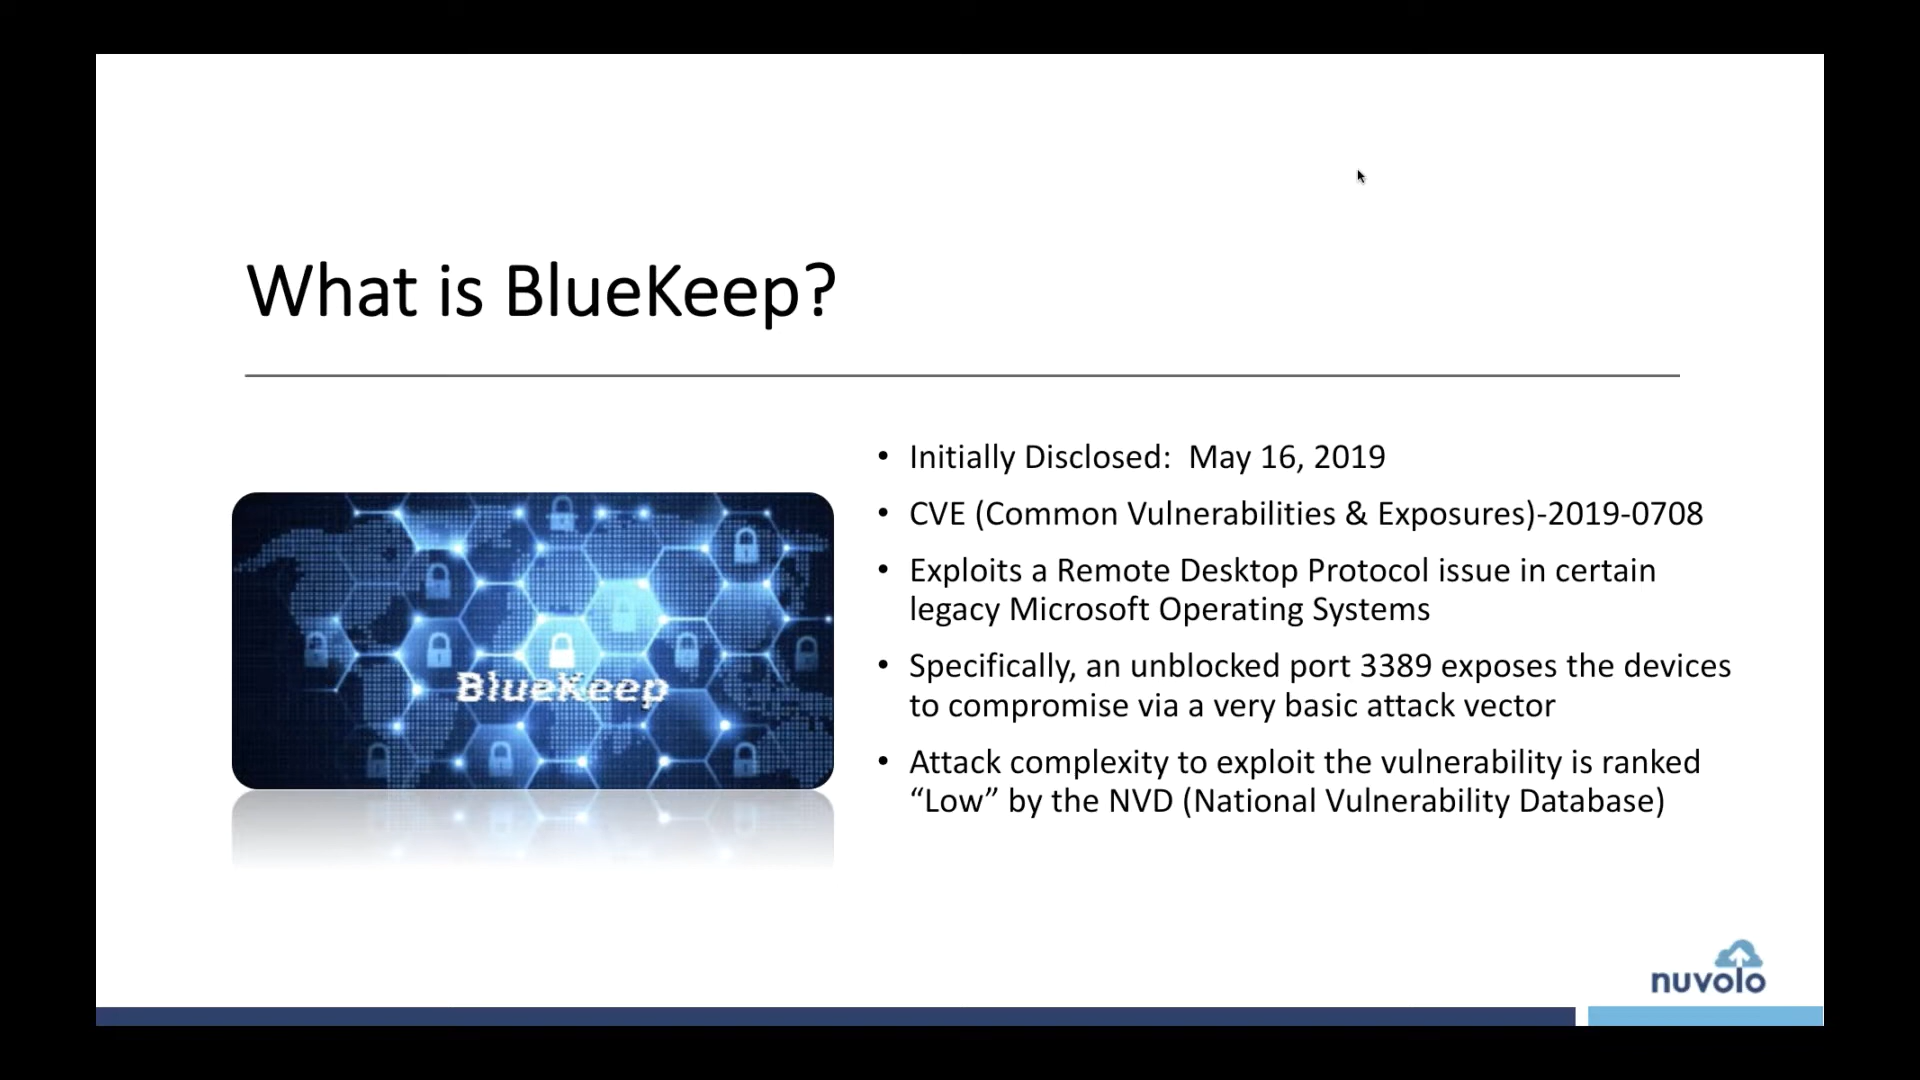 What is BlueKeep?
• Initially Disclosed:  May 16, 2019
• CVE (Common Vulnerabilities & Exposures)-2019-0708
• Exploits a Remote Desktop Protocol issue in certain
legacy Microsoft Operating Systems
• Specifically, an unblocked port 3389 exposes the devices
to compromise via a very basic attack vector
• Attack complexity to exploit the vulnerability is ranked
“Low” by the NVD (National Vulnerability Database)
BlueKeep
nuvolo